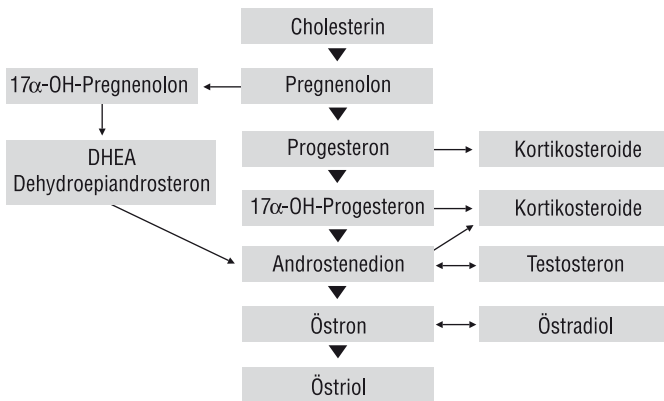 Cholesterin
17α-OH-Pregnenolon
Pregnenolon
DHEA
Dehydroepiandrosteron
Progesteron
Kortikosteroide
17α-OH-Progesteron
Kortikosteroide
Androstenedion
Testosteron
Östron
Östradiol
Östriol